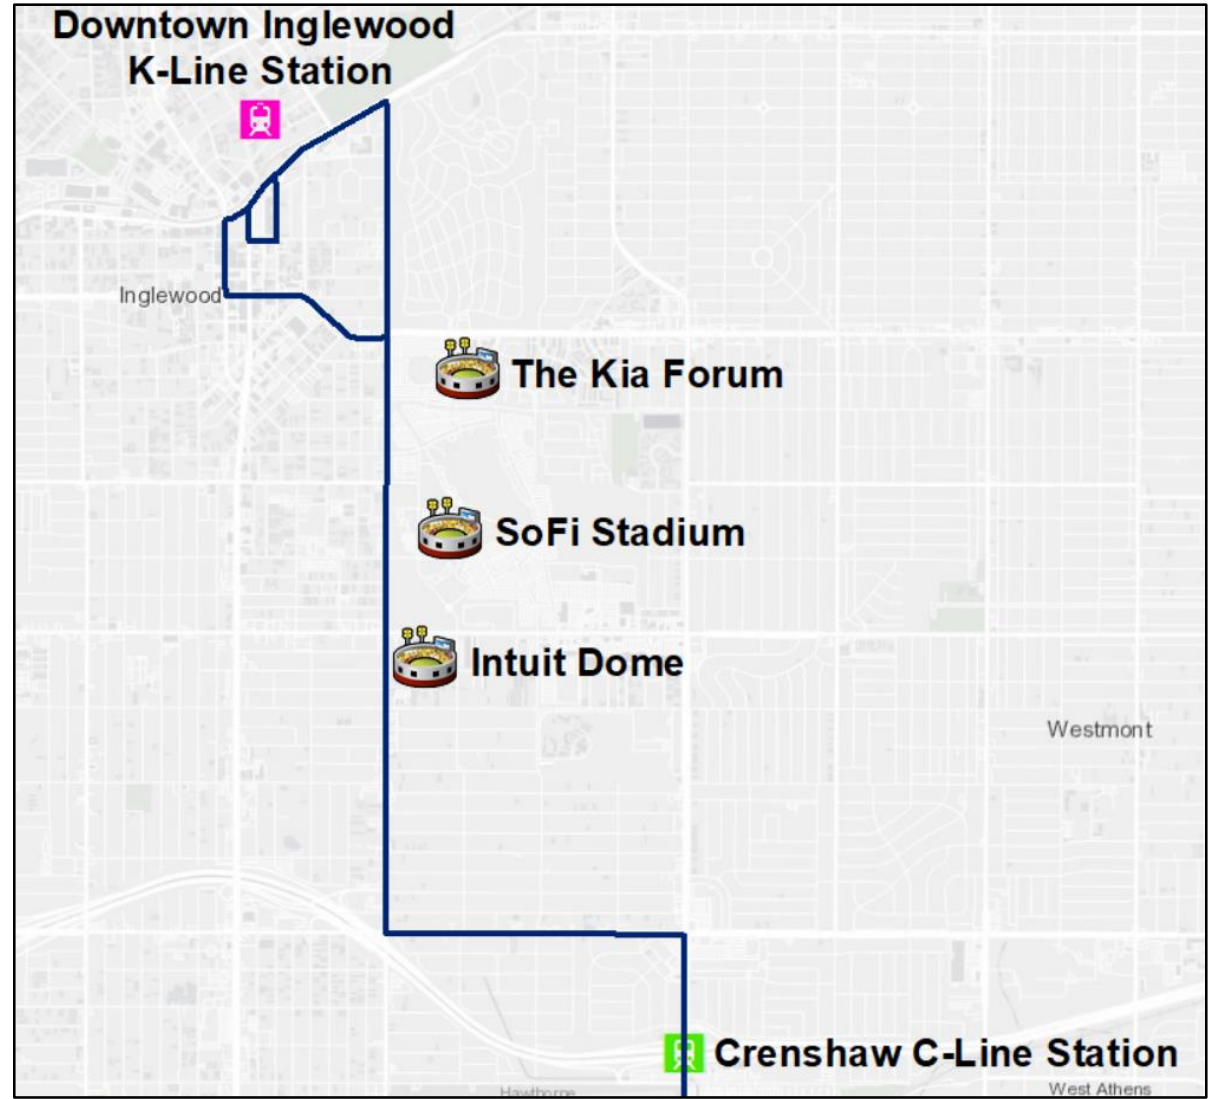 Downtown Inglewood
K-Line Station
Inglewood
The Kia Forum
SoFi Stadium
Intuit Dome
Westmont
Crenshaw C-Line Station
Hawthorne
West Athens